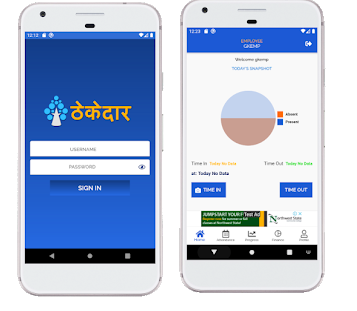 12:12
ठेकेदार
USERNAME
PASSWORD
SIGN IN
12:23
EMPLOYEE
GKEMP
Welcome gkemp
TODAY'S SNAPSHOT
Absent
Present
Time in Today No Data
Time Out Today No Data
at: Today No Data
TIME IN
TIME OUT
JUMPSTART YOUR Test Ad
Northwest State
Home
Attendance
Progress
Finance
Profile